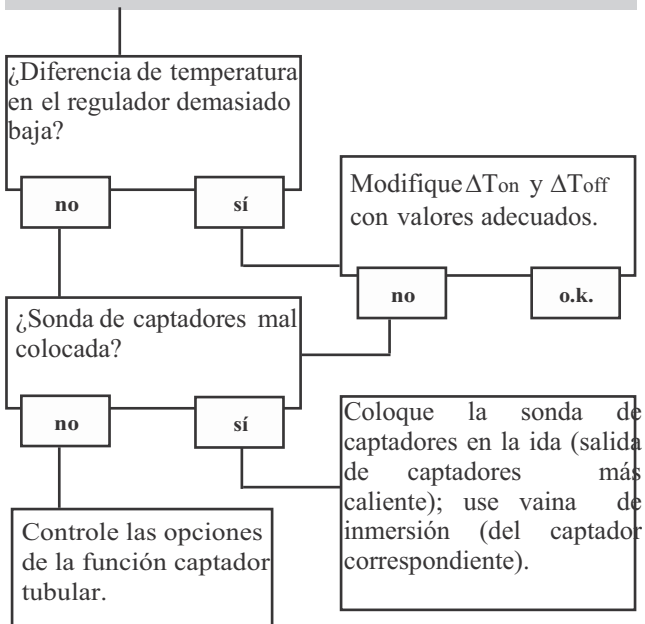 ¿Diferencia de temperatura
en el regulador demasiado
baja?
no
sí
Modifique ΔTon y ΔToff
con valores adecuados.
no
o.k.
¿Sonda de captadores mal
colocada?
no
sí
Coloque la sonda de
captadores en la ida (salida
de captadores más
caliente); use vaina de
inmersión (del captador
correspondiente).
Controle las opciones
de la función captador
tubular.